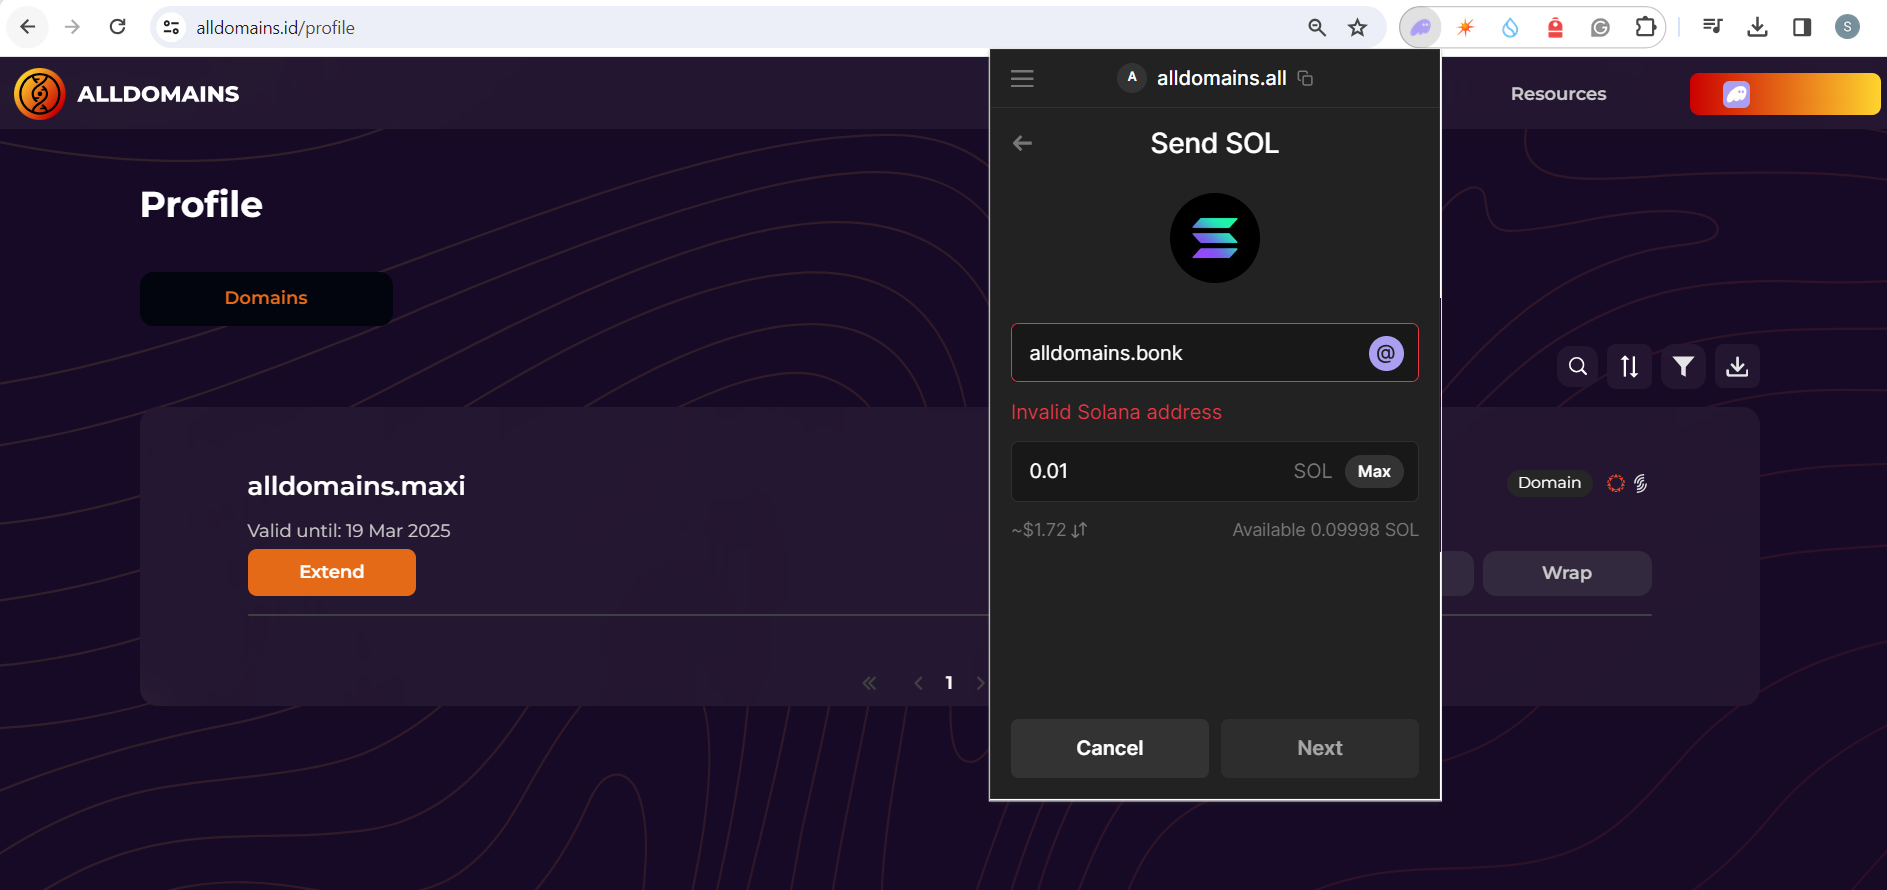 alldomains.id/profile
S
ALLDOMAINS
Resources
Profile
Domains
alldomains.maxi
Valid until: 19 Mar 2025
Extend
Domain
Wrap
1
A alldomains.all
Send SOL
alldomains.bonk @
Invalid Solana address
0.01 SOL Max
~$1.72 Available 0.09998 SOL
Cancel Next